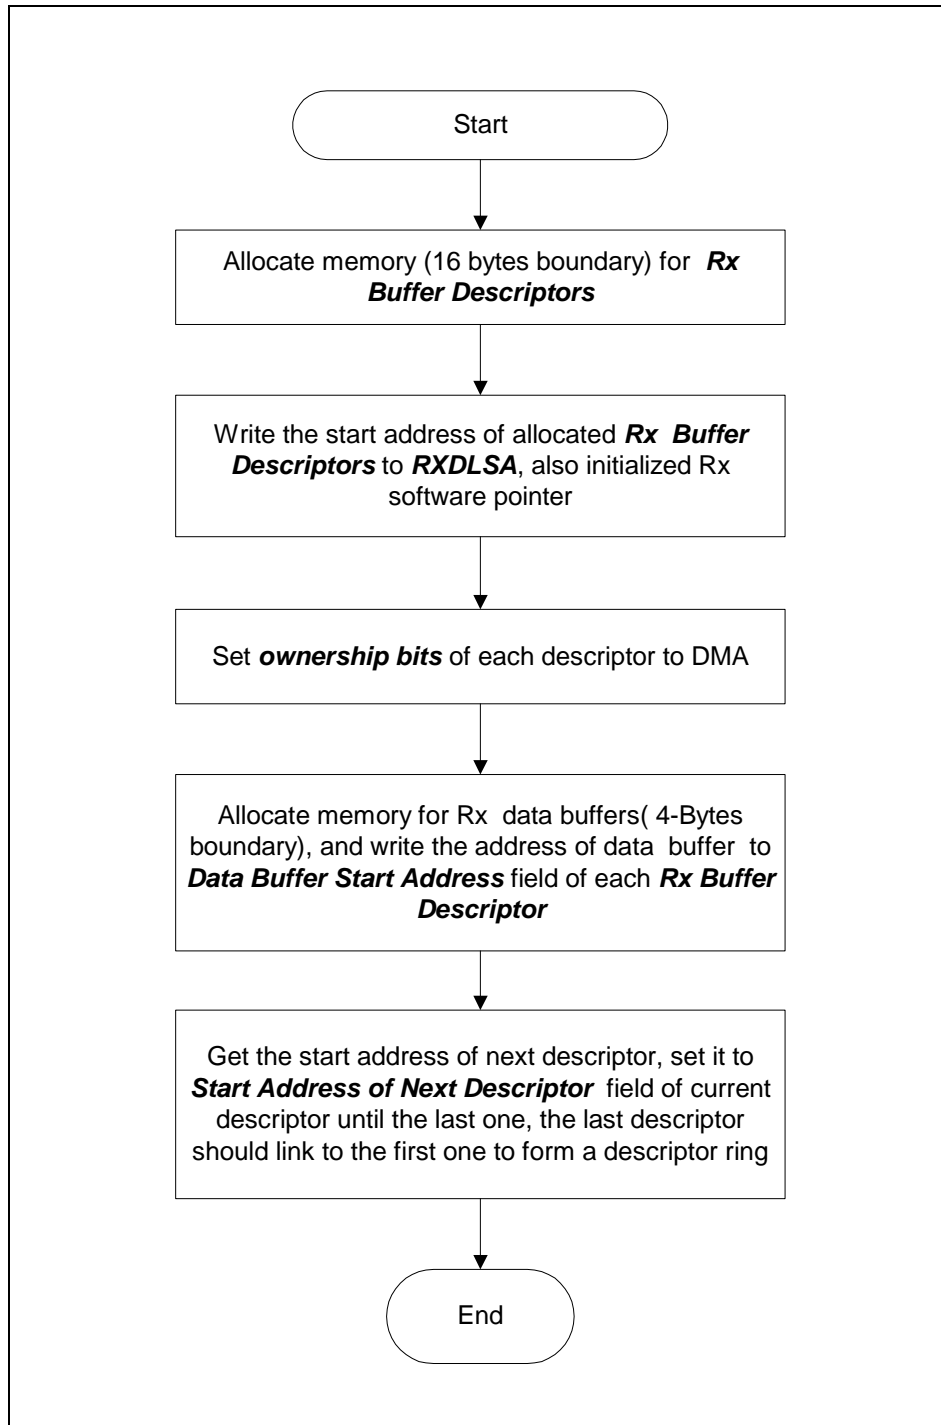 Start
Allocate memory (16 bytes boundary) for Rx
Buffer Descriptors
Write the start address of allocated Rx Buffer
Descriptors to RXDLSA, also initialized Rx
software pointer
Set ownership bits of each descriptor to DMA
Allocate memory for Rx data buffers( 4-Bytes
boundary), and write the address of data buffer to
Data Buffer Start Address field of each Rx Buffer
Descriptor
Get the start address of next descriptor, set it to
Start Address of Next Descriptor field of current
descriptor until the last one, the last descriptor
should link to the first one to form a descriptor ring
End